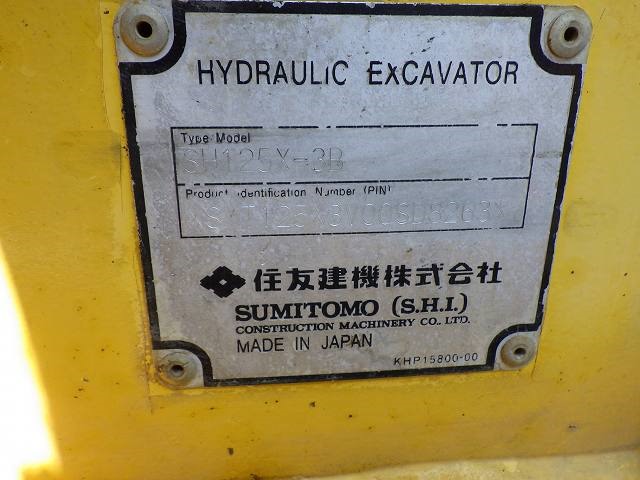 HYDRAULIC EXCAVATOR
Type Model
SH125X-3B
Product Identification Number (PIN)
住友建機株式会社
SUMITOMO (S.H.I.)
CONSTRUCTION MACHINERY CO., LTD.
MADE IN JAPAN
KHP15800-00